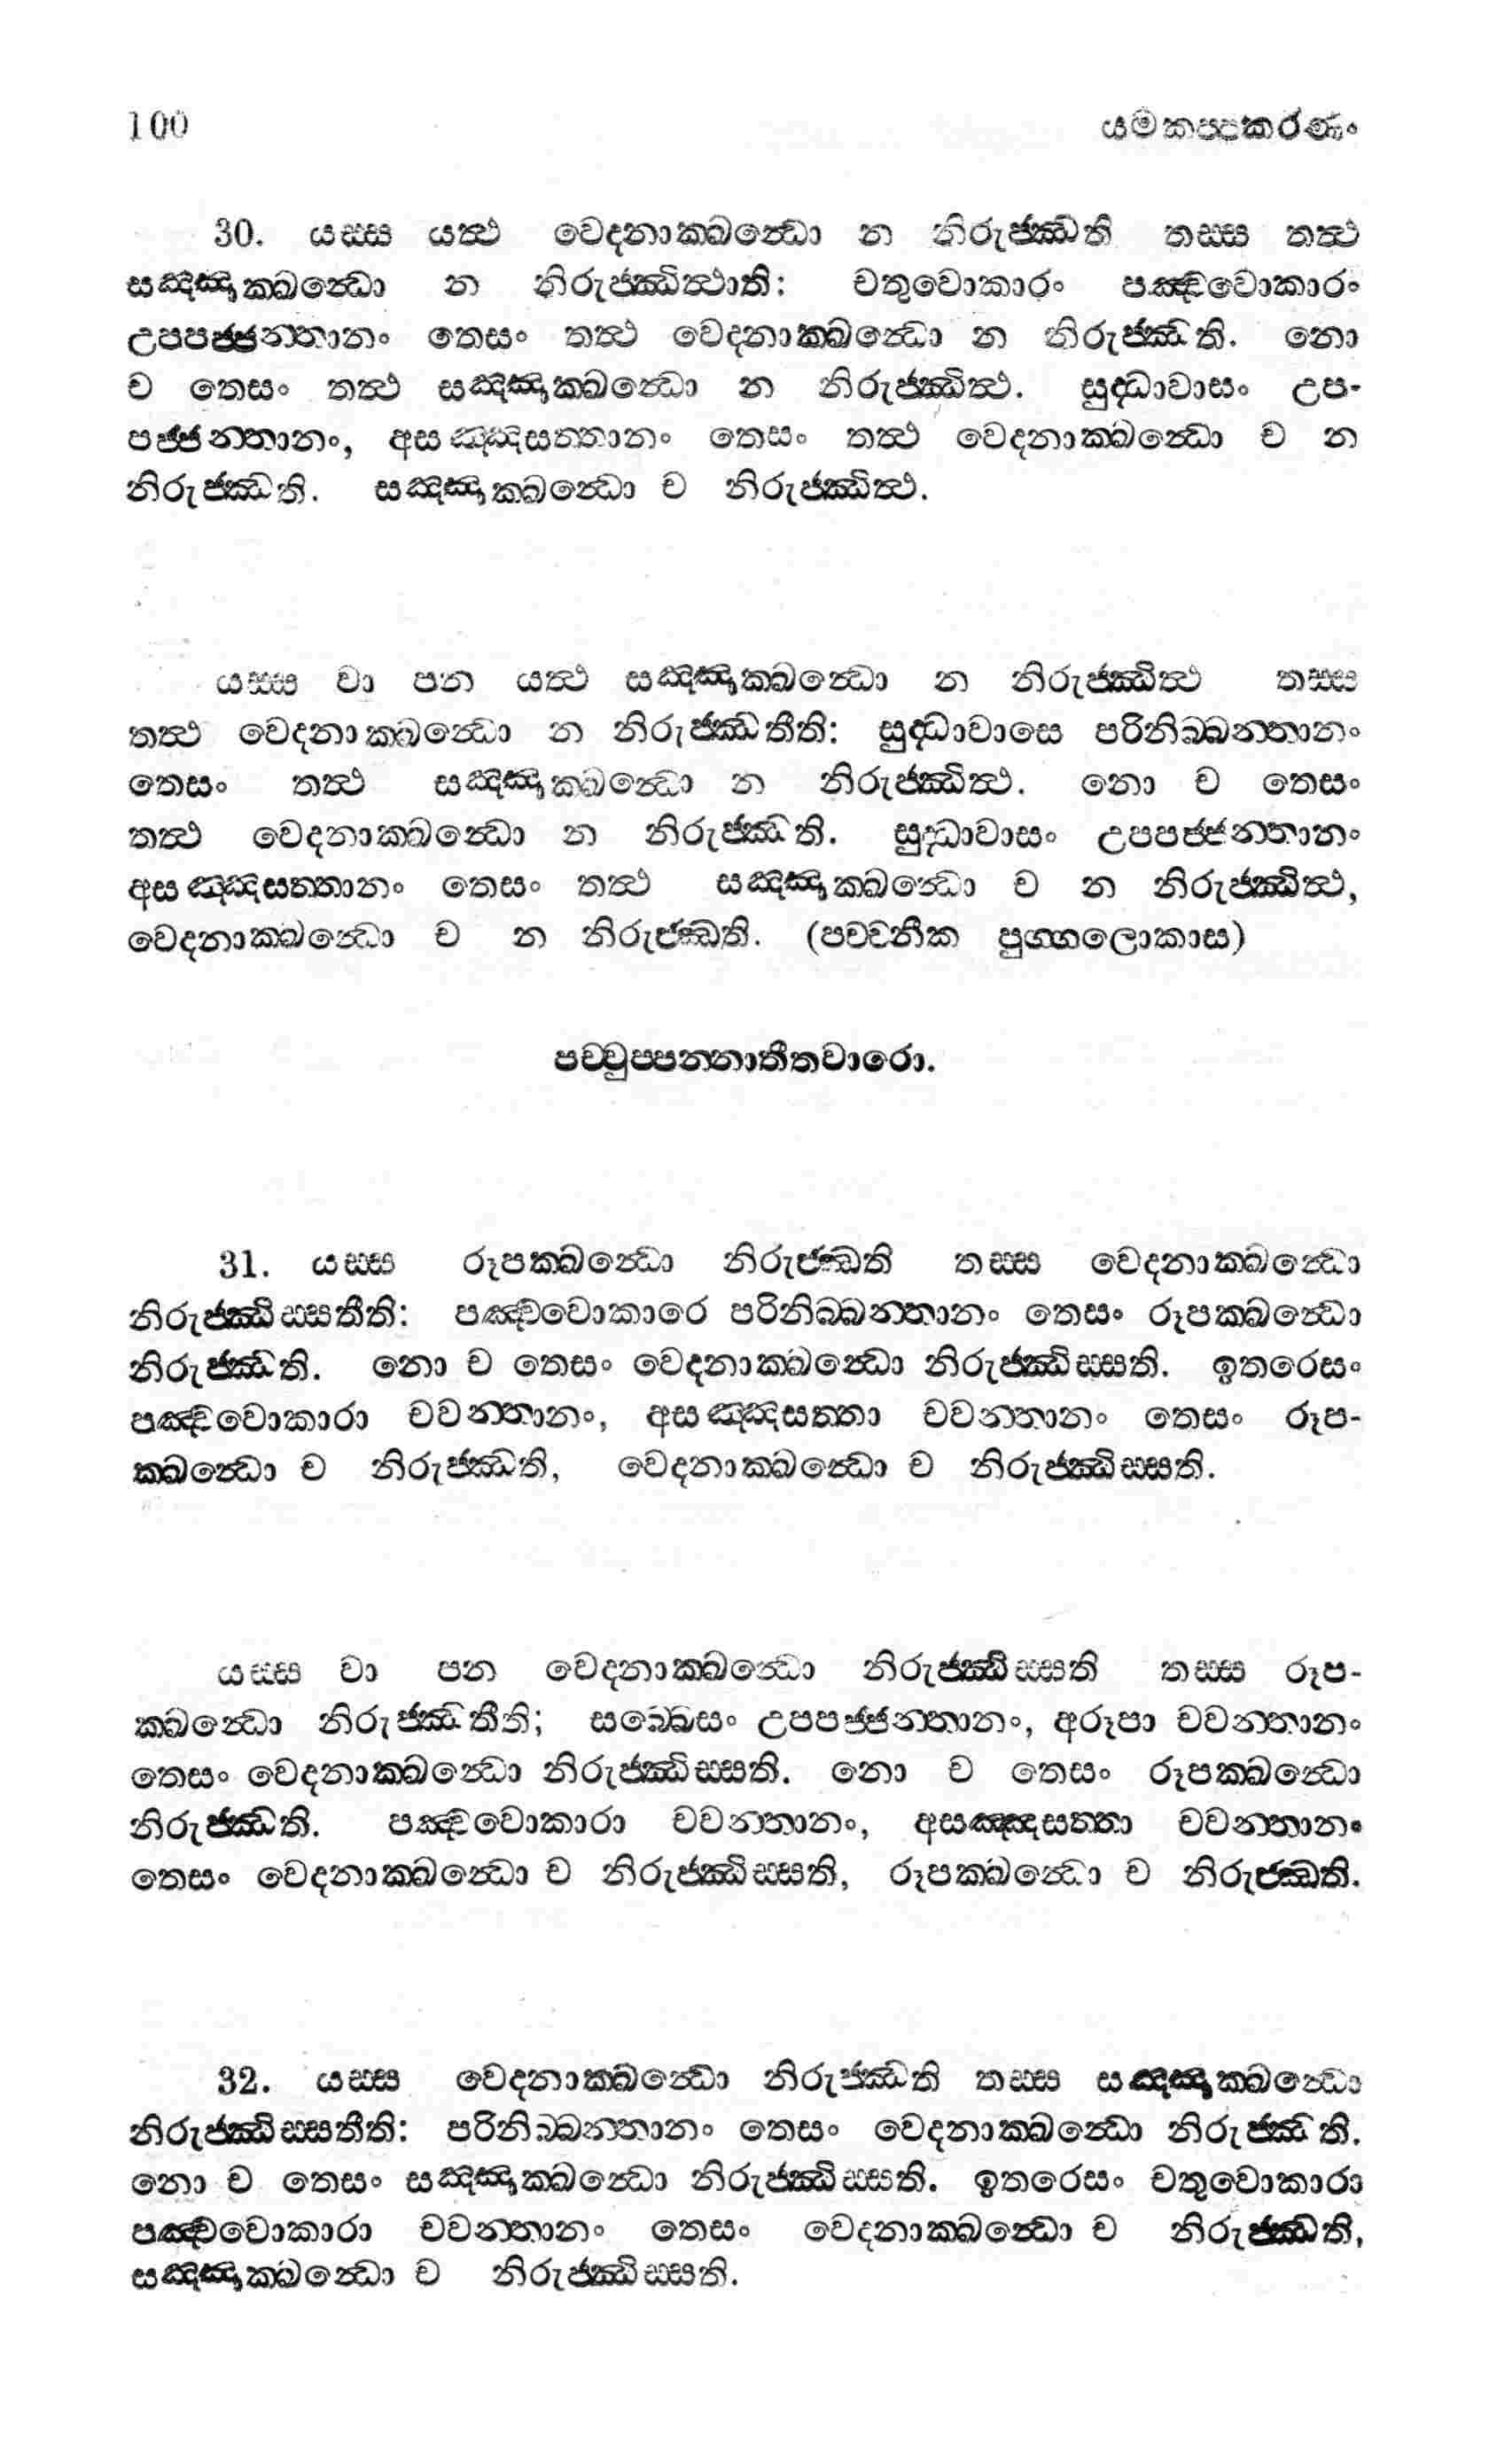 100 යමකප්පකරණං
30. යස්ස යත්ථ වේදනාක්ඛන්ධො න නිරුජ්ඣති තස්ස තත්ථ
සඤ්ඤාක්ඛන්ධො න නිරුජ්ඣිත්ථාති: චතුවොකාරං පඤ්චවොකාරං
උපපජ්ජන්තානං තෙසං තත්ථ වෙදනාක්ඛන්ධො න නිරුජ්ඣති. නො
ච තෙසං තත්ථ සඤ්ඤාක්ඛන්ධො න නිරුජ්ඣිත්ථ. සුද්ධාවාසං උප-
පජ්ජන්තානං, අසඤ්ඤසත්තානං තෙසං තත්ථ වෙදනාක්ඛන්ධො ච න
නිරුජ්ඣති. සඤ්ඤාක්ඛන්ධො ච නිරුජ්ඣිත්ථ.
යස්ස වා පන යත්ථ සඤ්ඤාක්ඛන්ධො න නිරුජ්ඣිත්ථ තස්ස
තත්ථ වෙදනාක්ඛන්ධො න නිරුජ්ඣතීති: සුද්ධාවාසෙ පරිනිබ්බන්තානං
තෙසං තත්ථ සඤ්ඤාක්ඛන්ධො න නිරුජ්ඣිත්ථ. නො ච තෙසං
තත්ථ වෙදනාක්ඛන්ධො න නිරුජ්ඣති. සුද්ධාවාසං උපපජ්ජන්තානං
අසඤ්ඤසත්තානං තෙසං තත්ථ සඤ්ඤාක්ඛන්ධො ච න නිරුජ්ඣිත්ථ,
වෙදනාක්ඛන්ධො ච න නිරුජ්ඣති. (පච්චනීක පුග්ගලොකාස)
පච්චුප්පන්නාතීතවාරො.
31. යස්ස රූපක්ඛන්ධො නිරුජ්ඣති තස්ස වෙදනාක්ඛන්ධො
නිරුජ්ඣිස්සතීති: පඤ්චවොකාරෙ පරිනිබ්බන්තානං තෙසං රූපක්ඛන්ධො
නිරුජ්ඣති. නො ච තෙසං වෙදනාක්ඛන්ධො නිරුජ්ඣිස්සති. ඉතරෙසං
පඤ්චවොකාරා චවන්තානං, අසඤ්ඤසත්තා චවන්තානං තෙසං රූප-
ක්ඛන්ධො ච නිරුජ්ඣති, වෙදනාක්ඛන්ධො ච නිරුජ්ඣිස්සති.
යස්ස වා පන වෙදනාක්ඛන්ධො නිරුජ්ඣිස්සති තස්ස රූප-
ක්ඛන්ධො නිරුජ්ඣතීති; සබ්බෙසං උපපජ්ජන්තානං, අරූපා චවන්තානං
තෙසං වෙදනාක්ඛන්ධො නිරුජ්ඣිස්සති. නො ච තෙසං රූපක්ඛන්ධො
නිරුජ්ඣති. පඤ්චවොකාරා චවන්තානං, අසඤ්ඤසත්තා චවන්තානං
තෙසං වෙදනාක්ඛන්ධො ච නිරුජ්ඣිස්සති, රූපක්ඛන්ධො ච නිරුජ්ඣති.
32. යස්ස වෙදනාක්ඛන්ධො නිරුජ්ඣති තස්ස සඤ්ඤාක්ඛන්ධො
නිරුජ්ඣිස්සතීති: පරිනිබ්බන්තානං තෙසං වෙදනාක්ඛන්ධො නිරුජ්ඣති.
නො ච තෙසං සඤ්ඤාක්ඛන්ධො නිරුජ්ඣිස්සති. ඉතරෙසං චතුවොකාරා
පඤ්චවොකාරා චවන්තානං තෙසං වෙදනාක්ඛන්ධො ච නිරුජ්ඣති,
සඤ්ඤාක්ඛන්ධො ච නිරුජ්ඣිස්සති.